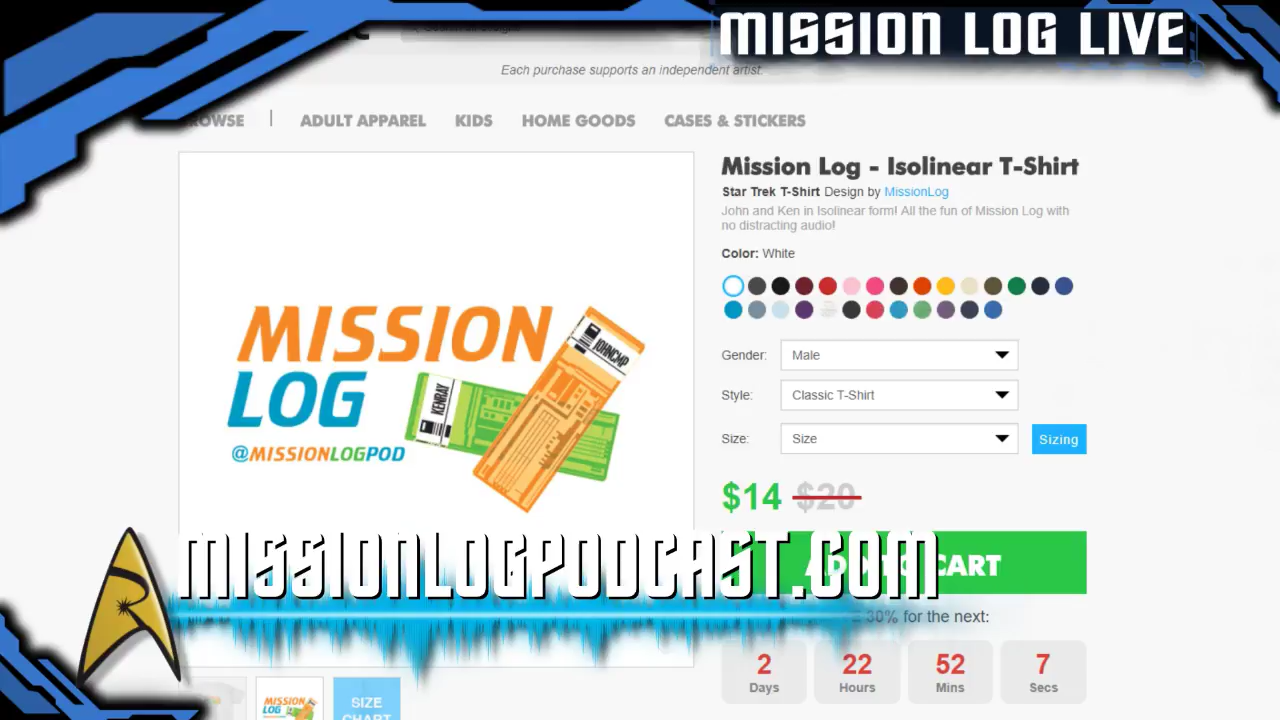 MISSION LOG LIVE
Each purchase supports an independent artist.
ADULT APPAREL KIDS HOME GOODS CASES & STICKERS
Mission Log - Isolinear T-Shirt
Star Trek T-Shirt Design by MissionLog
John and Ken in Isolinear form! All the fun of Mission Log with
no distracting audio!
Color: White
Gender: Male
Style: Classic T-Shirt
Size: Size Sizing
$14 $20
MISSION
LOG
@MISSIONLOGPOD
KENRAY
JOHNCMP
MISSIONLOGPODCAST.COM
CART
30% for the next:
2 22 52 7
Days Hours Mins Secs
MISSION
LOG
SIZE
CHART